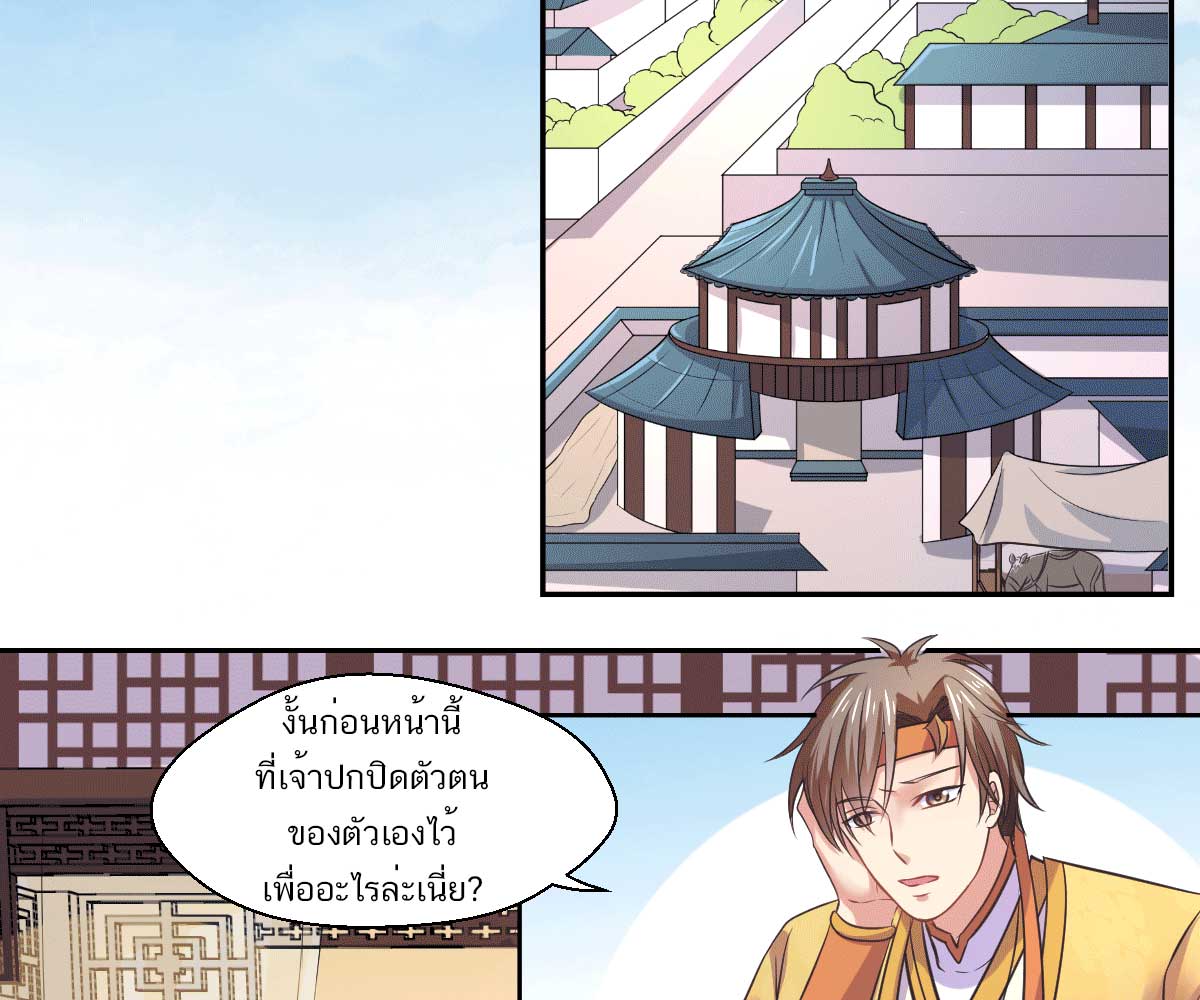 งั้นก่อนหน้านี้
ที่เจ้าปกปิดตัวตน
ของตัวเองไว้
เพื่ออะไรล่ะเนี่ย?